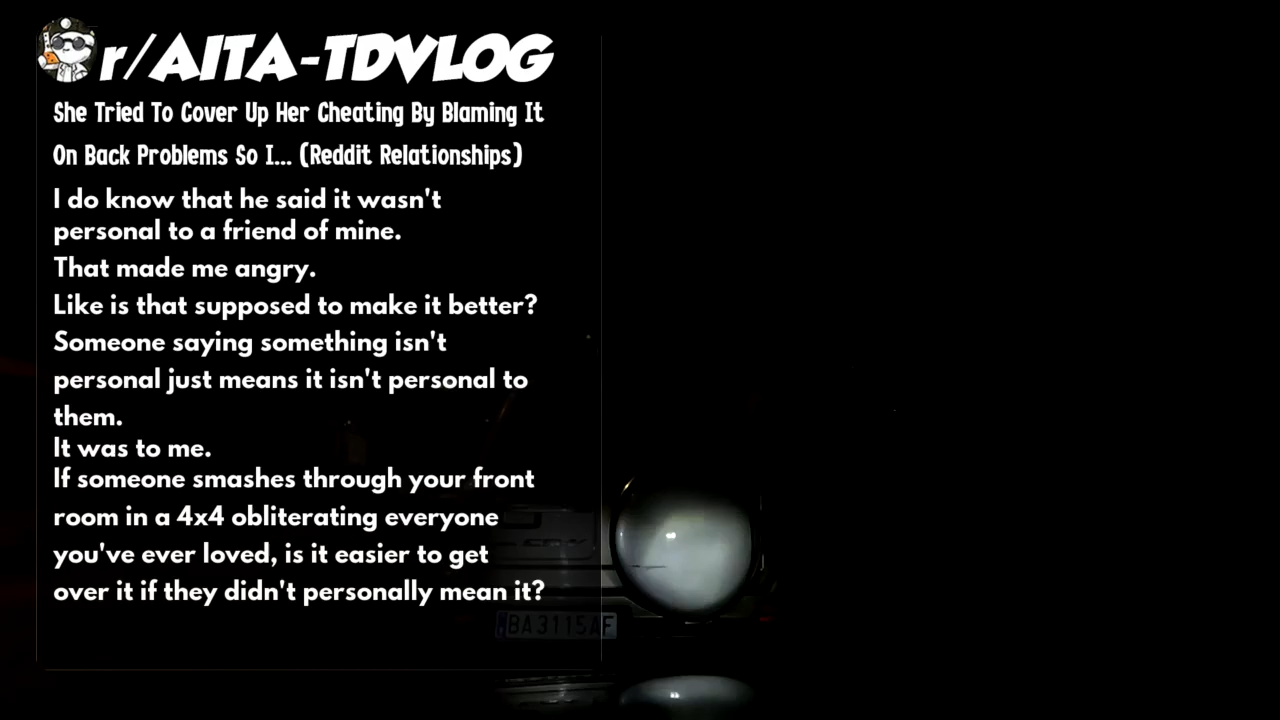 r/AITA-TDVLOG
She Tried To Cover Up Her Cheating By Blaming It
On Back Problems So I... (Reddit Relationships)
I do know that he said it wasn't
personal to a friend of mine.
That made me angry.
Like is that supposed to make it better?
Someone saying something isn't
personal just means it isn't personal to
them.
It was to me.
If someone smashes through your front
room in a 4x4 obliterating everyone
you've ever loved, is it easier to get
over it if they didn't personally mean it?
BA3115AF